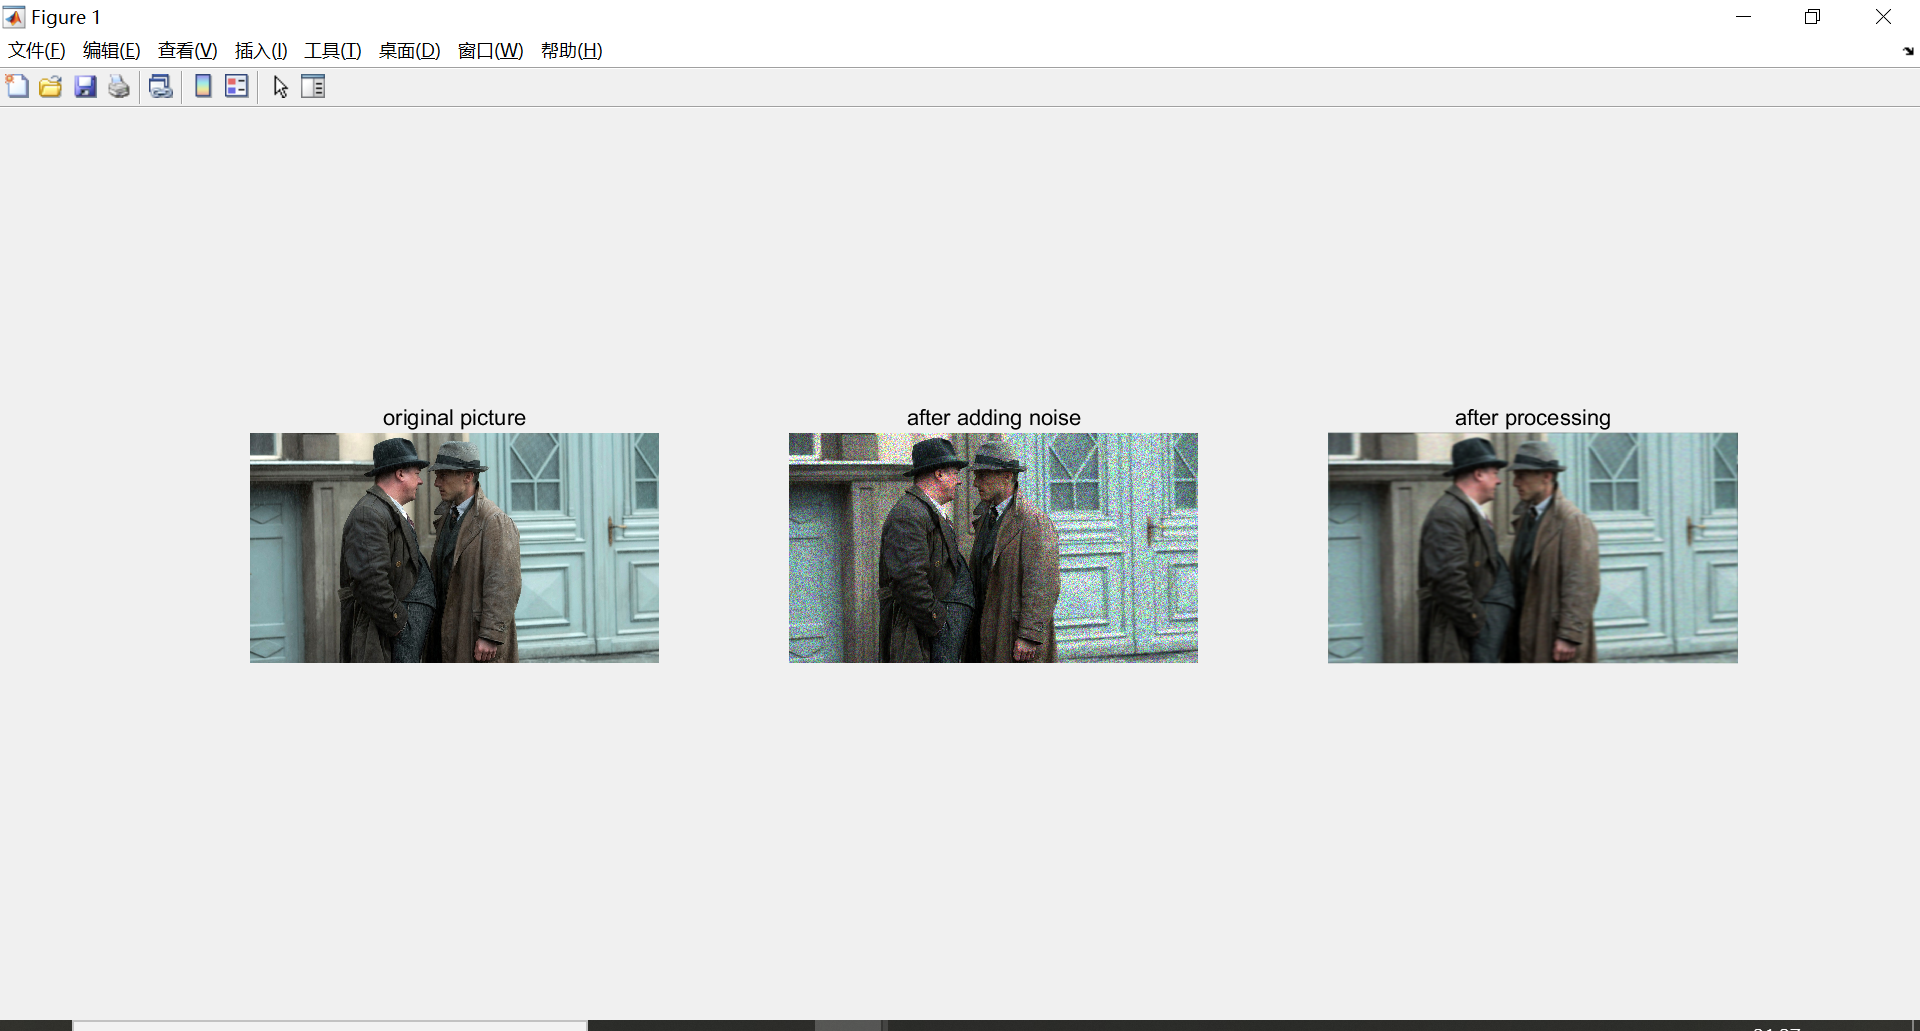 Figure 1
文件(F) 编辑(E) 查看(V) 插入(I) 工具(T) 桌面(D) 窗口(W) 帮助(H)
original picture after adding noise after processing